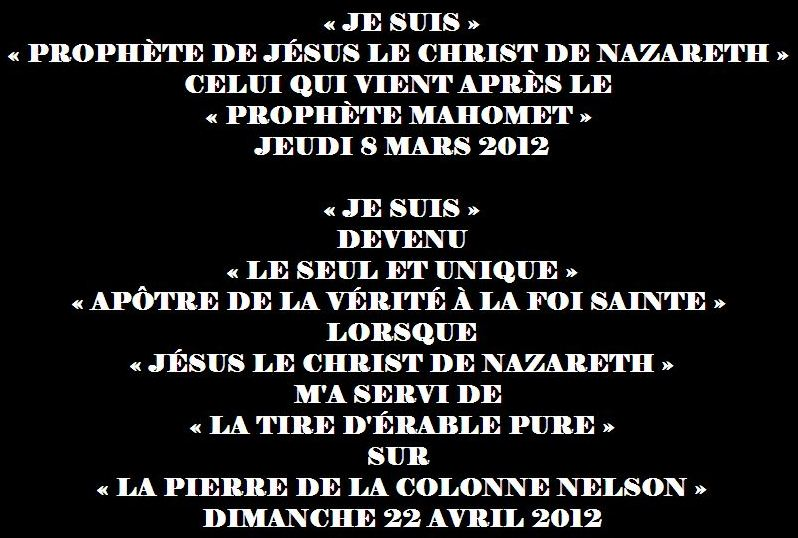 « JE SUIS »
« PROPHÈTE DE JÉSUS LE CHRIST DE NAZARETH »
CELUI QUI VIENT APRÈS LE
« PROPHÈTE MAHOMET »
JEUDI 8 MARS 2012
« JE SUIS »
DEVENU
« LE SEUL ET UNIQUE »
« APÔTRE DE LA VÉRITÉ À LA FOI SAINTE »
LORSQUE
« JÉSUS LE CHRIST DE NAZARETH »
M'A SERVI DE
« LA TIRE D'ÉRABLE PURE »
SUR
« LA PIERRE DE LA COLONNE NELSON »
DIMANCHE 22 AVRIL 2012